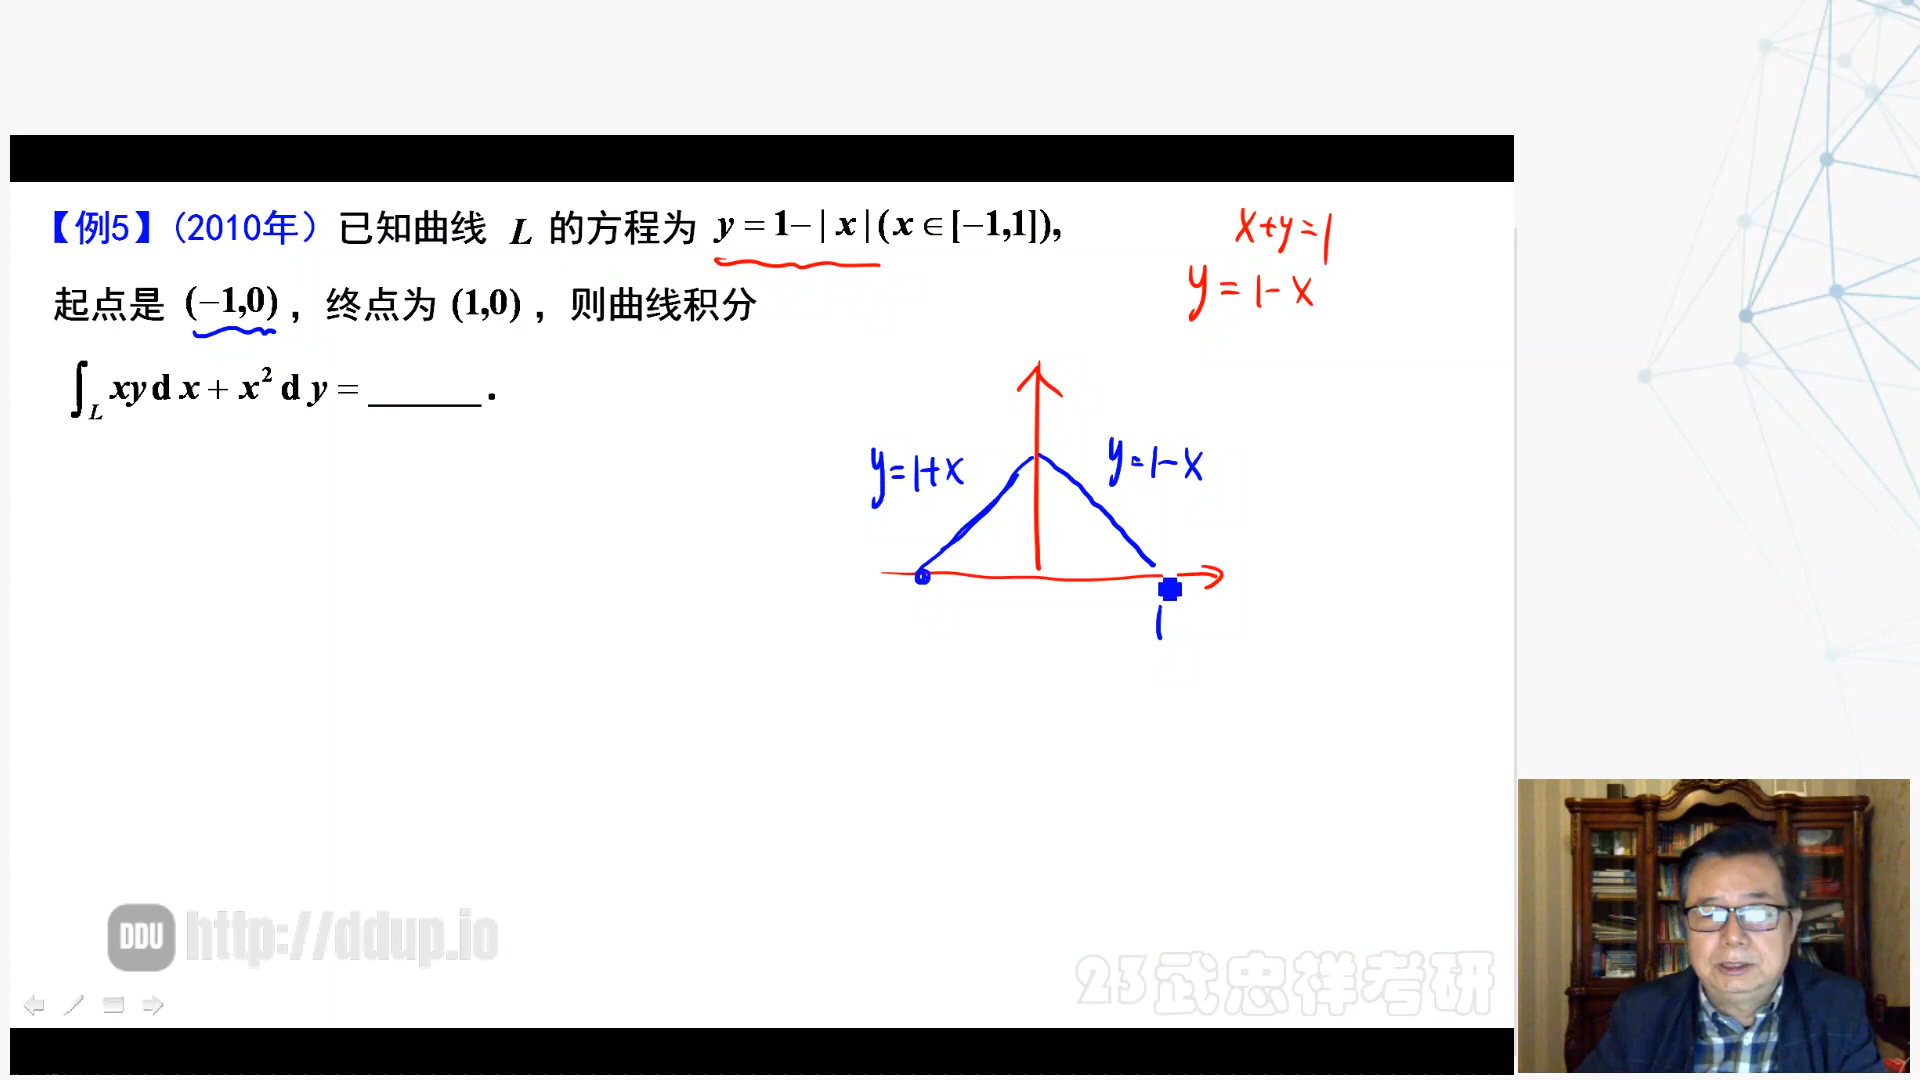 【例5】(2010年) 已知曲线 L 的方程为 y = 1 − | x | ( x ∈ [−1,1]),
起点是 (−1,0) ，终点为 (1,0) ，则曲线积分
∫_L xy d x + x² d y = ______ .
x+y=1
y=1-x
y=1+x
y=1-x
1
DDU http://ddup.io
23武忠祥考研